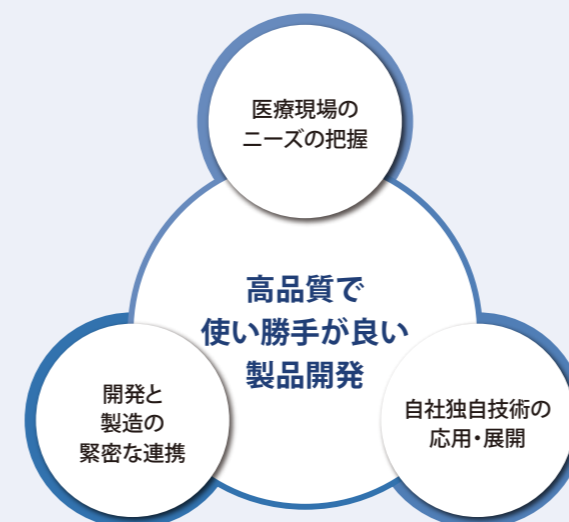 医療現場の
ニーズの把握
高品質で
使い勝手が良い
製品開発
開発と
製造の
緊密な連携
自社独自技術の
応用・展開